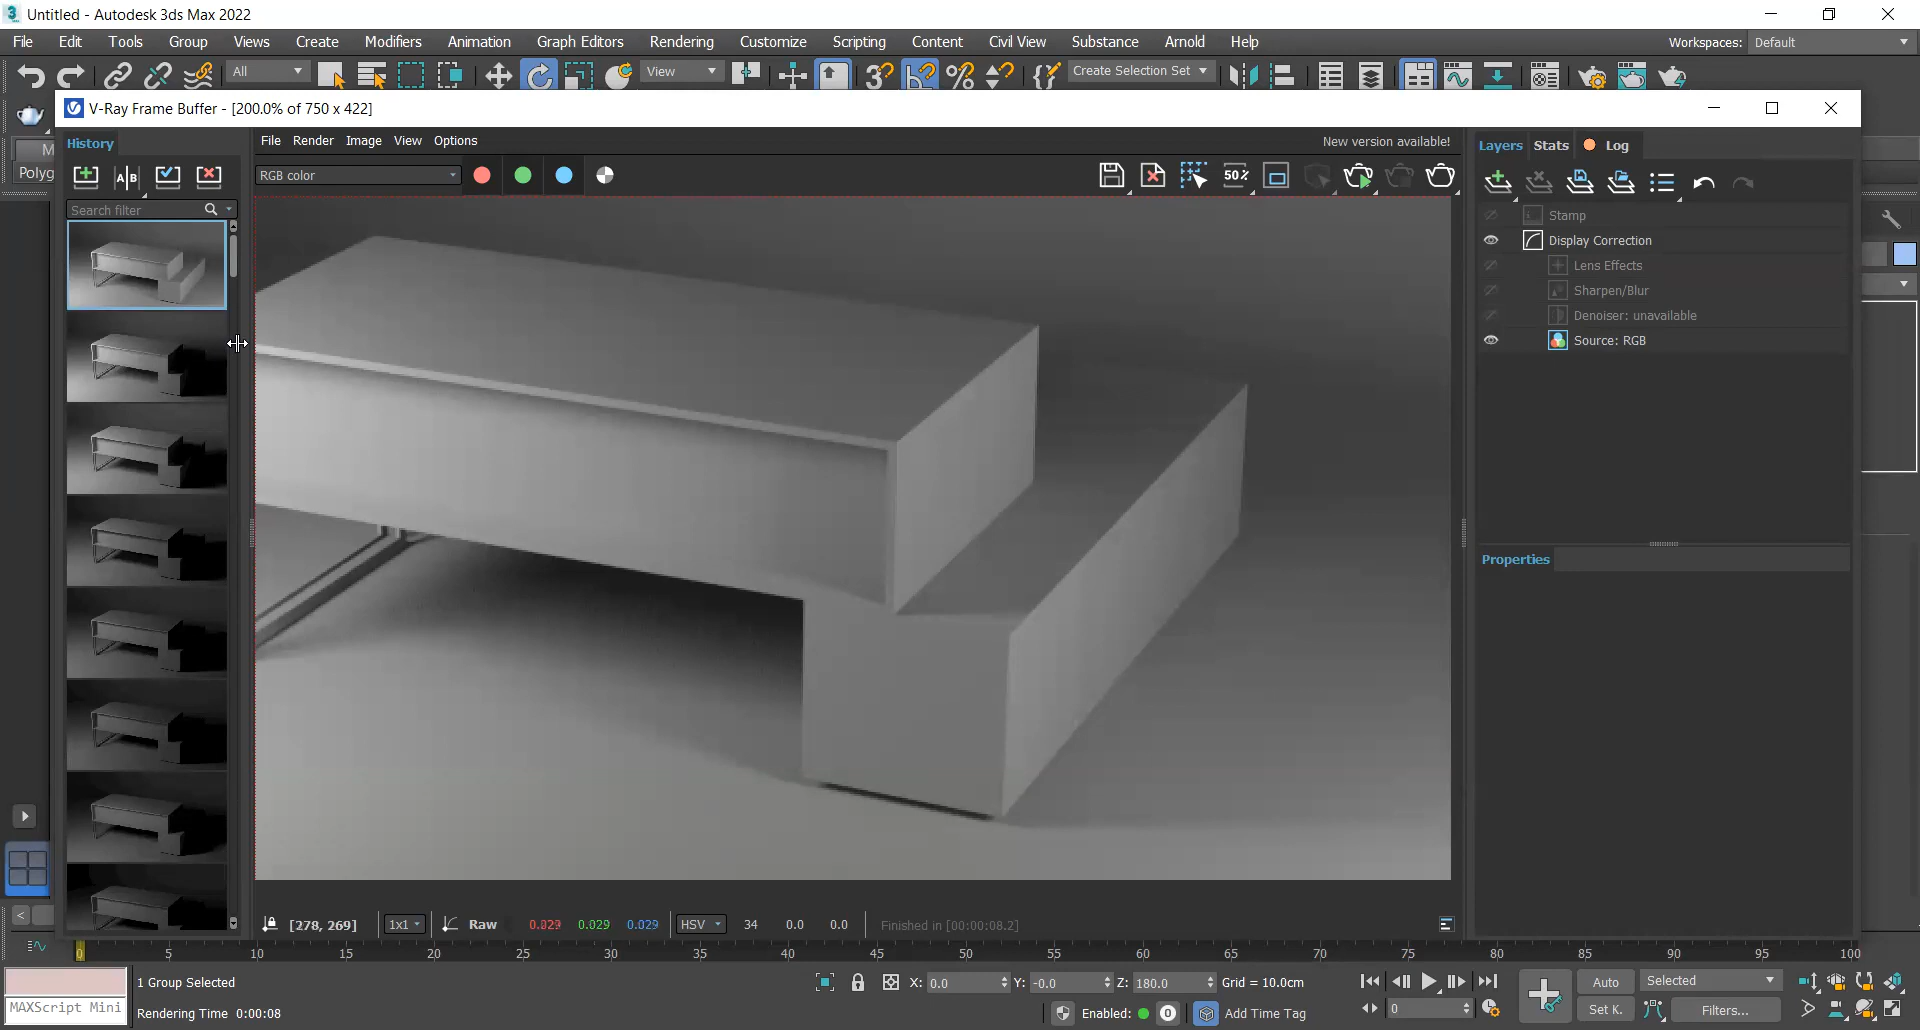 Untitled - Autodesk 3ds Max 2022
File Edit Tools Group Views Create Modifiers Animation Graph Editors Rendering Customize Scripting Content Civil View Substance Arnold Help Workspaces: Default
All View Create Selection Set
V-Ray Frame Buffer - [200.0% of 750 x 422]
History File Render Image View Options New version available! Layers Stats Log
Polyg RGB color 50%
Search filter
Stamp
Display Correction
Lens Effects
Sharpen/Blur
Denoiser: unavailable
Source: RGB
Properties
[278, 269] 1x1 Raw 0.029 0.029 0.029 HSV 34 0.0 0.0 Finished in [00:00:08.2]
0 5 10 15 20 25 30 35 40 45 50 55 60 65 70 75 80 85 90 95 100
1 Group Selected X: 0.0 Y: -0.0 Z: 180.0 Grid = 10.0cm Auto Selected
MAXScript Mini Rendering Time 0:00:08 Enabled: 0 Add Time Tag 0 Set K. Filters...